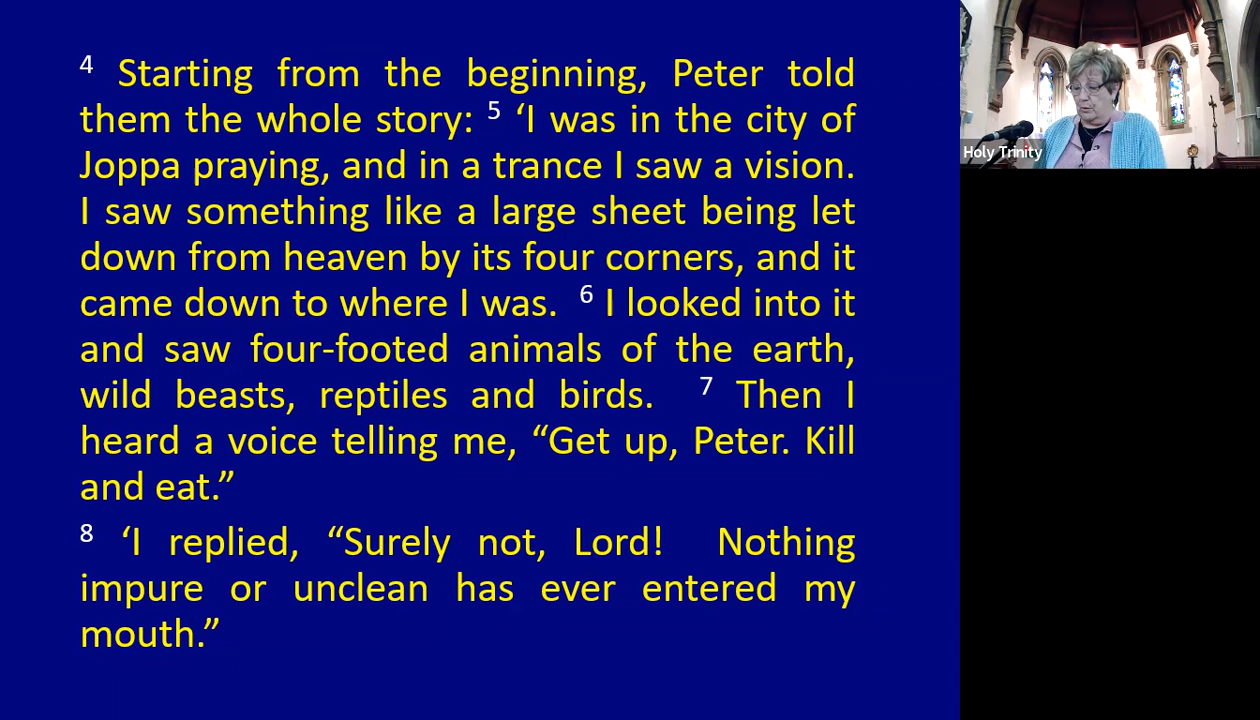 4 Starting from the beginning, Peter told
them the whole story: 5 ‘I was in the city of
Joppa praying, and in a trance I saw a vision.
I saw something like a large sheet being let
down from heaven by its four corners, and it
came down to where I was. 6 I looked into it
and saw four-footed animals of the earth,
wild beasts, reptiles and birds. 7 Then I
heard a voice telling me, “Get up, Peter. Kill
and eat.”
8 ‘I replied, “Surely not, Lord! Nothing
impure or unclean has ever entered my
mouth.”
Holy Trinity